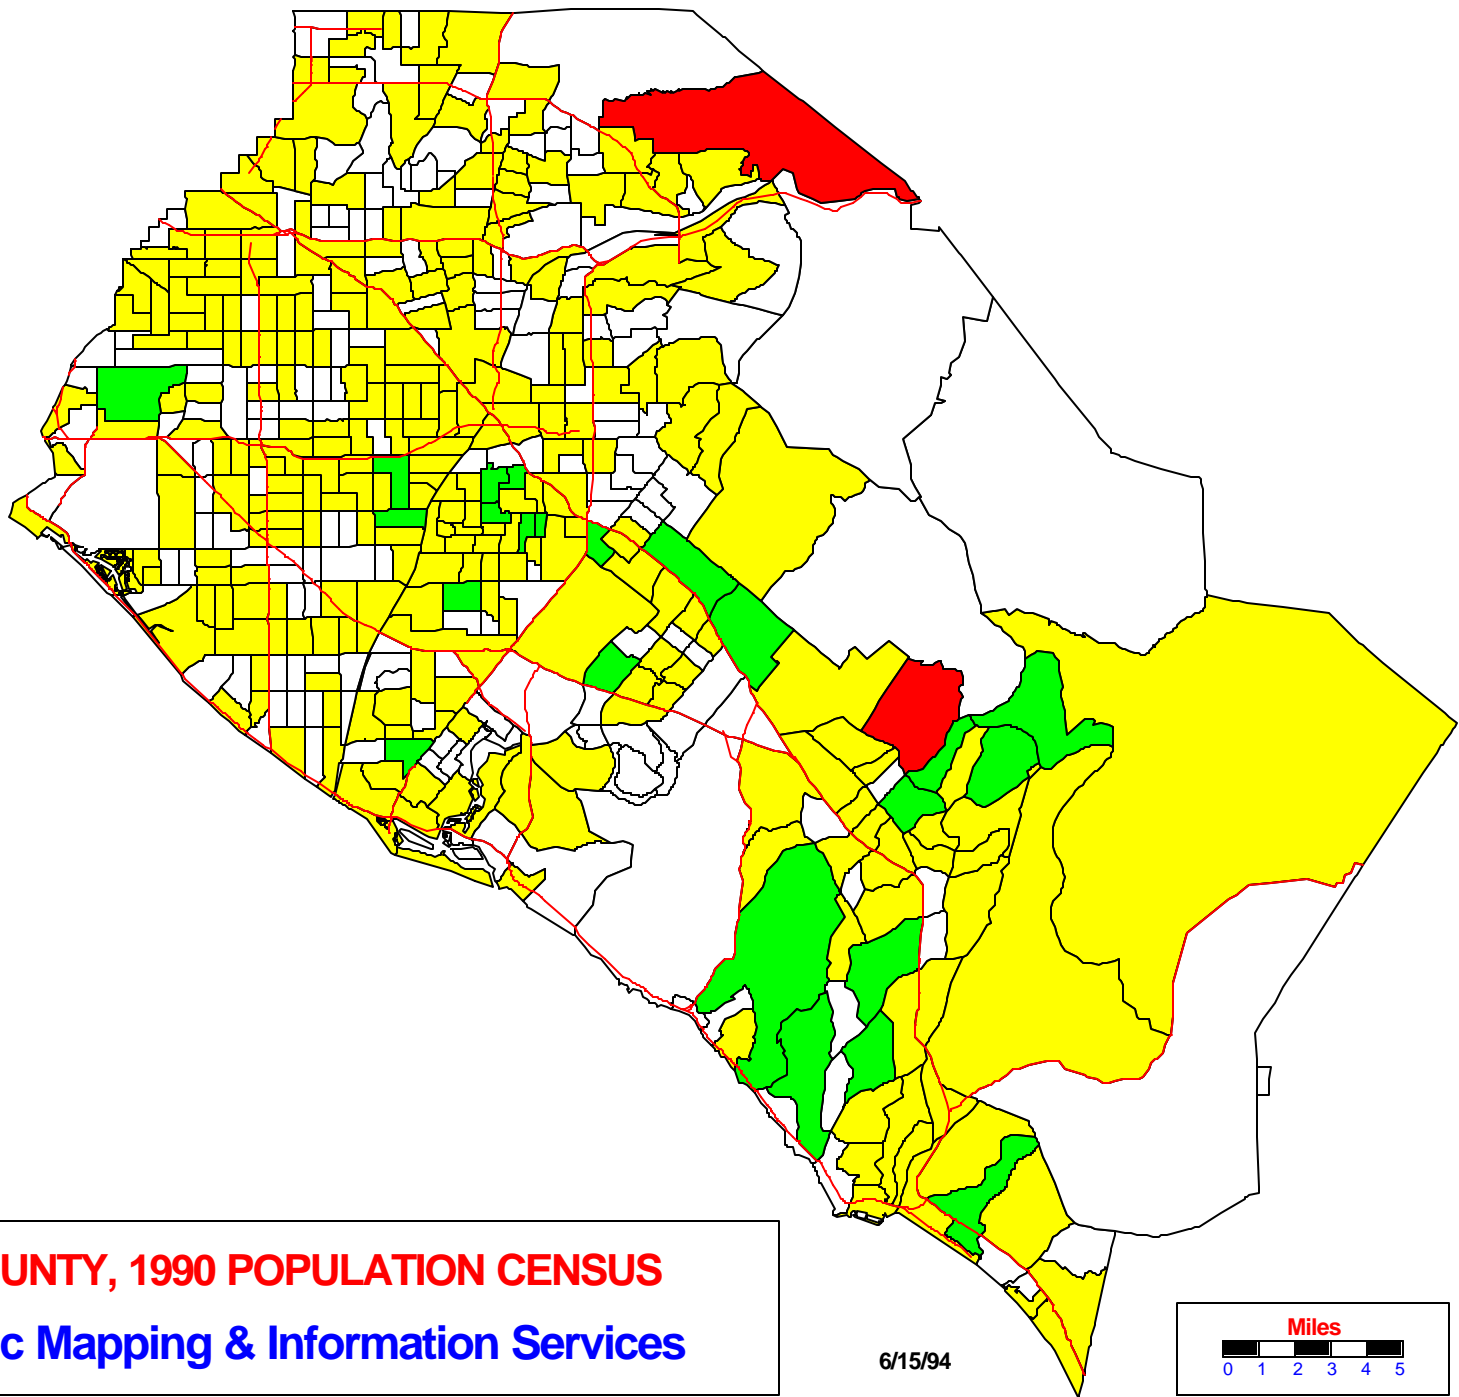 UNTY, 1990 POPULATION CENSUS
c Mapping & Information Services
6/15/94
Miles
0 1 2 3 4 5